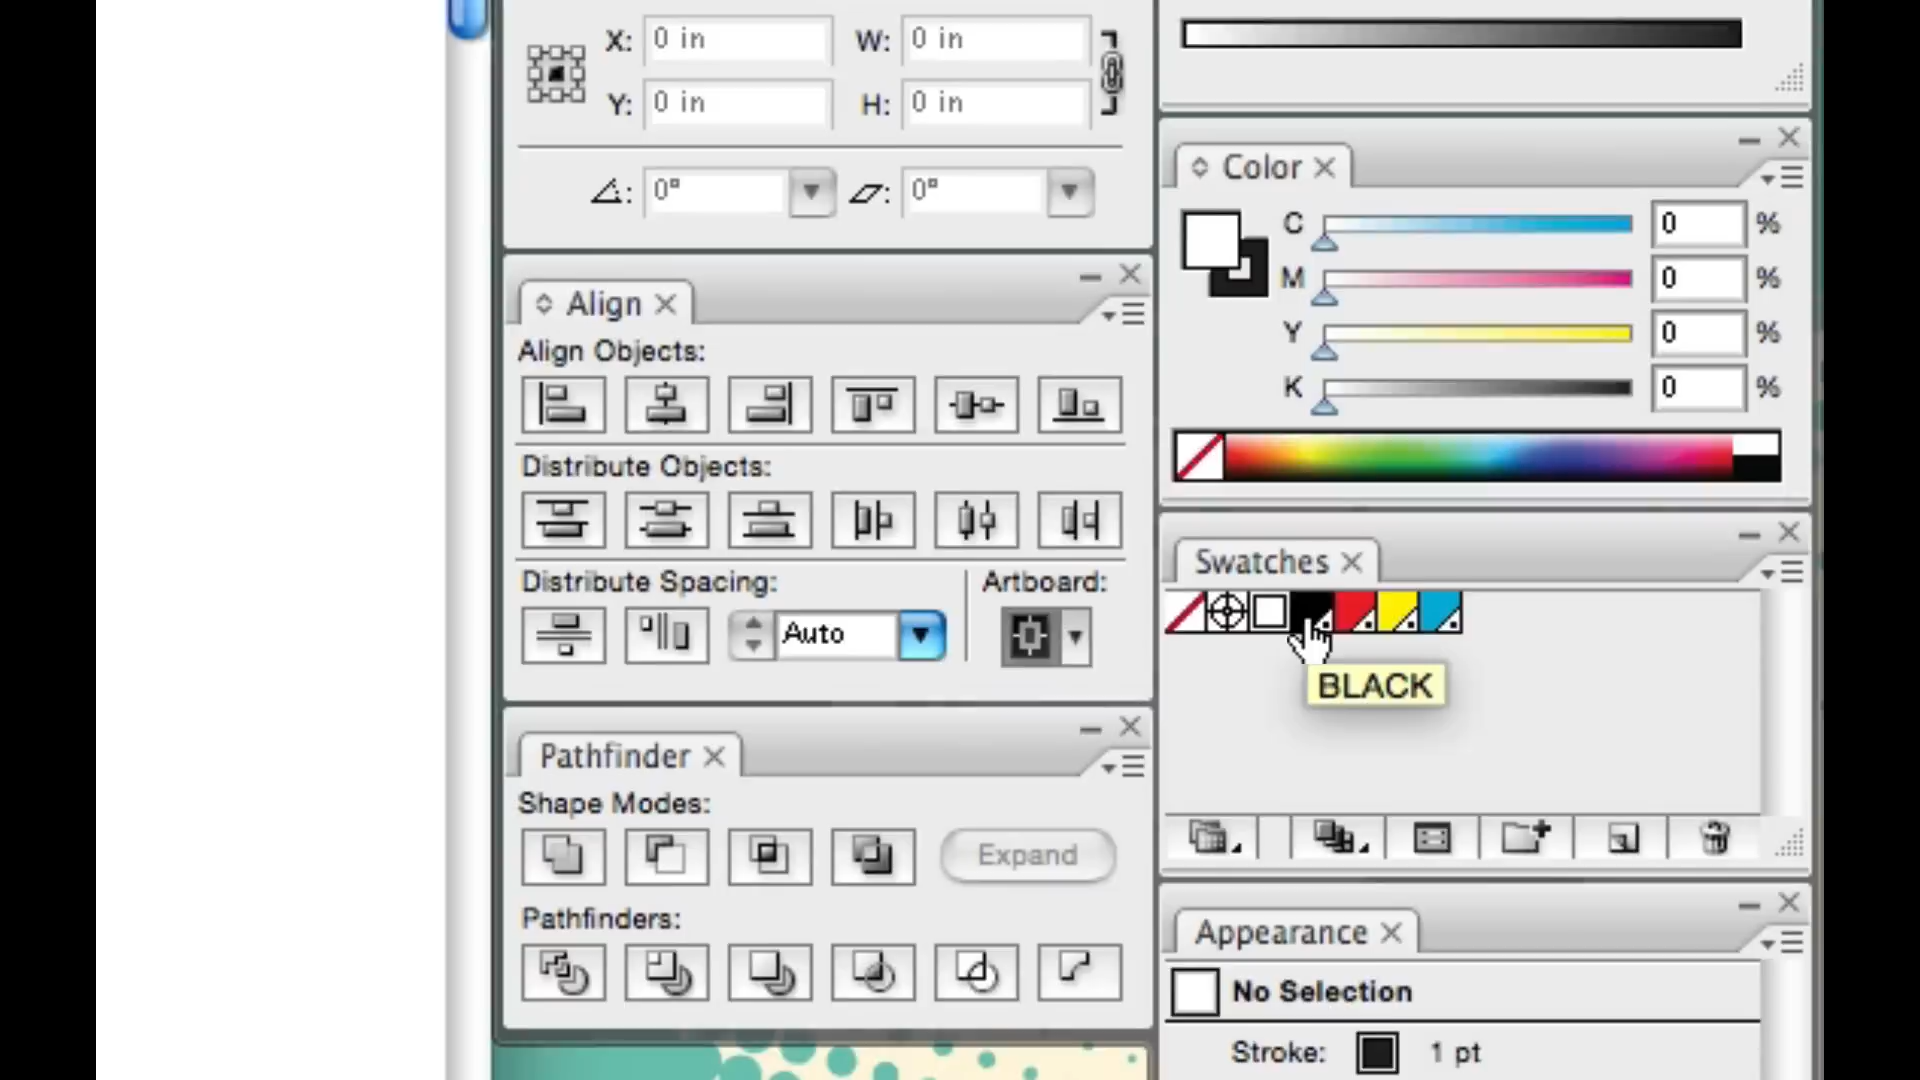 X: 0 in W: 0 in
Y: 0 in H: 0 in
0° 0°
Align
Align Objects:
Distribute Objects:
Distribute Spacing: Artboard:
Auto
Pathfinder
Shape Modes:
Expand
Pathfinders:
Color
C 0 %
M 0 %
Y 0 %
K 0 %
Swatches
BLACK
Appearance
No Selection
Stroke: 1 pt